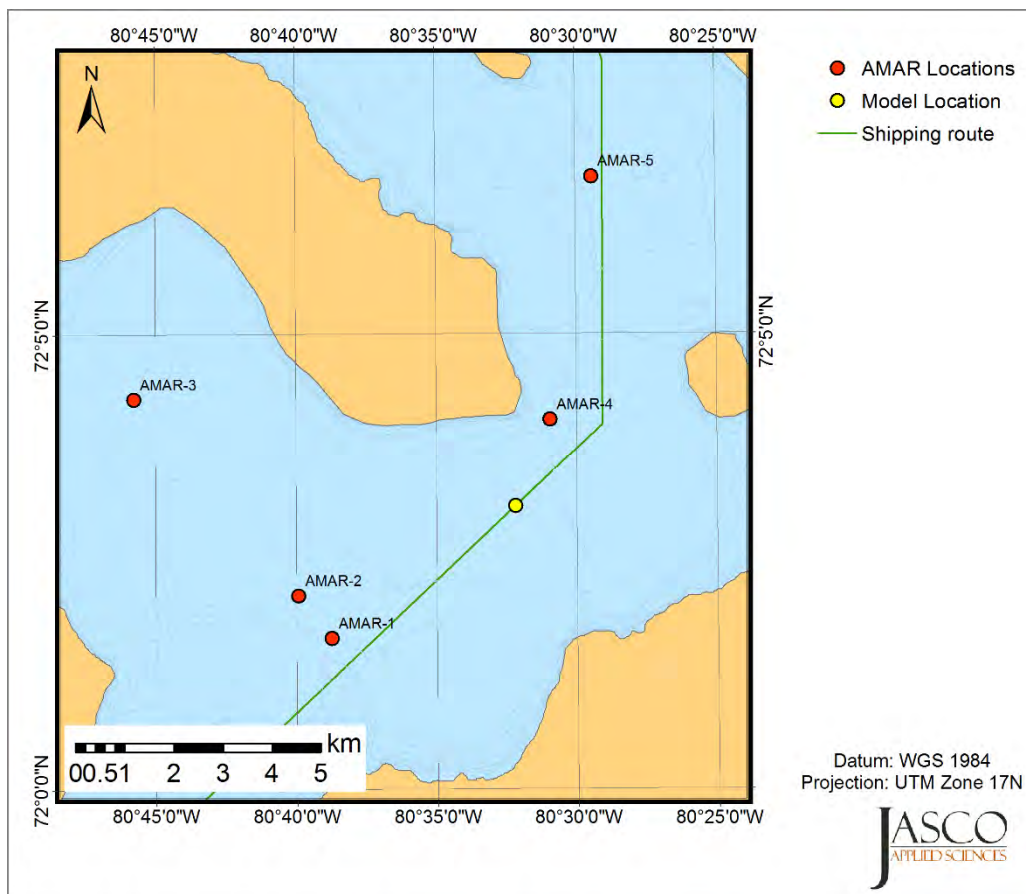 80°45'0"W 80°40'0"W 80°35'0"W 80°30'0"W 80°25'0"W
N
AMAR Locations
Model Location
Shipping route
AMAR-5
72°5'0"N
72°5'0"N
AMAR-3
AMAR-4
AMAR-2
AMAR-1
km
00.51 2 3 4 5
72°0'0"N
72°0'0"N
80°45'0"W 80°40'0"W 80°35'0"W 80°30'0"W 80°25'0"W
Datum: WGS 1984
Projection: UTM Zone 17N
JASCO
APPLIED SCIENCES